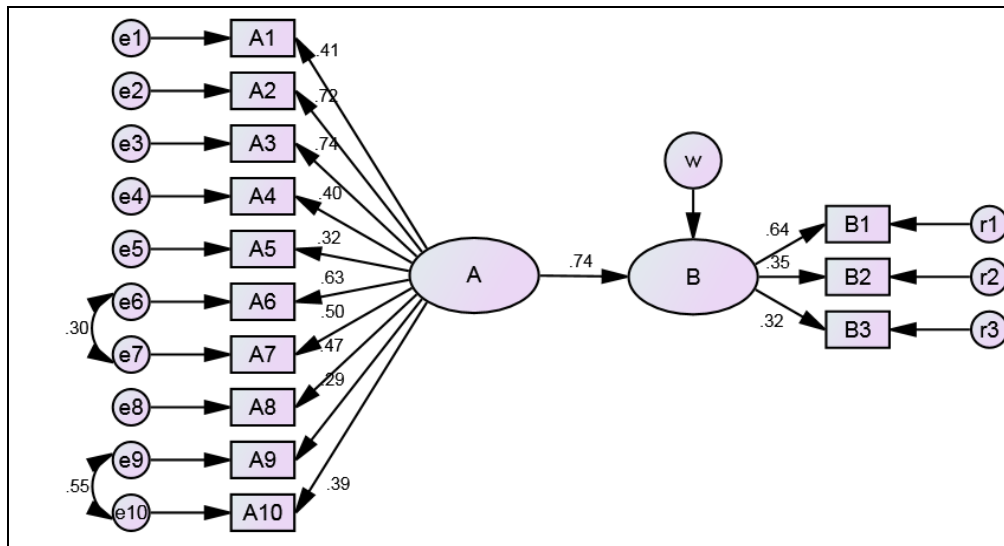 e1 A1 .41
e2 A2 .72
e3 A3 .74
w
e4 A4 .40
.64 B1 r1
e5 A5 .32
A .74 B .35 B2 r2
e6 A6 .63
.30 .50 .32 B3 r3
e7 A7 .47
.29
e8 A8
e9 A9
.55 .39
e10 A10